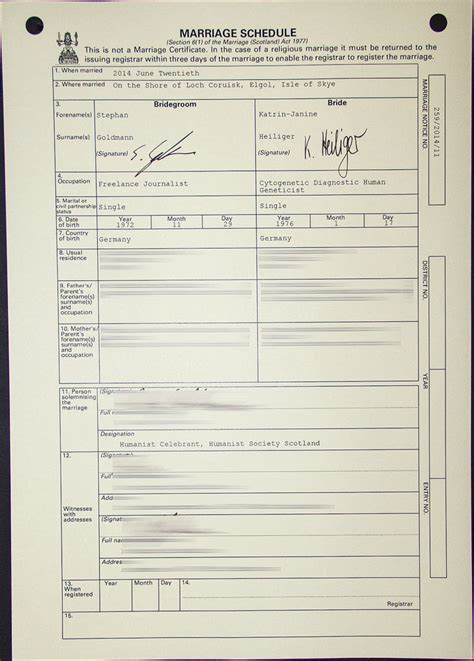 MARRIAGE SCHEDULE
(Section 6(1) of the Marriage (Scotland) Act 1977)
This is not a Marriage Certificate. In the case of a religious marriage it must be returned to the
issuing registrar within three days of the marriage to enable the registrar to register the marriage.
1. When married 2014 June Twentieth
2. Where married On the Shore of Loch Coruisk, Elgol, Isle of Skye
MARRIAGE NOTICE NO. 259/2014/11
3. Bridegroom Bride
Forename(s) Stephan Katrin-Janine
Surname(s) Goldmann Heiliger
(Signature) (Signature) K. Heiliger
4.
Occupation Freelance Journalist Cytogenetic Diagnostic Human
Geneticist
5. Marital or
civil partnership Single Single
status
6. Date Year Month Day Year Month Day
of birth 1972 11 29 1976 1 17
7. Country
of birth Germany Germany
8. Usual
residence
DISTRICT NO.
9. Father's/
Parent's
forename(s)
surname(s)
and
occupation
10. Mother's/
Parent's
forename(s)
surname(s)
and
occupation
YEAR
11. Person
solemnising
the
marriage
Full
Designation
Humanist Celebrant, Humanist Society Scotland
12.
Full
Add
Witnesses
with
addresses
(Signat
Full name
Addres
ENTRY NO.
13.
When
registered
Year Month Day 14.
Registrar
15.